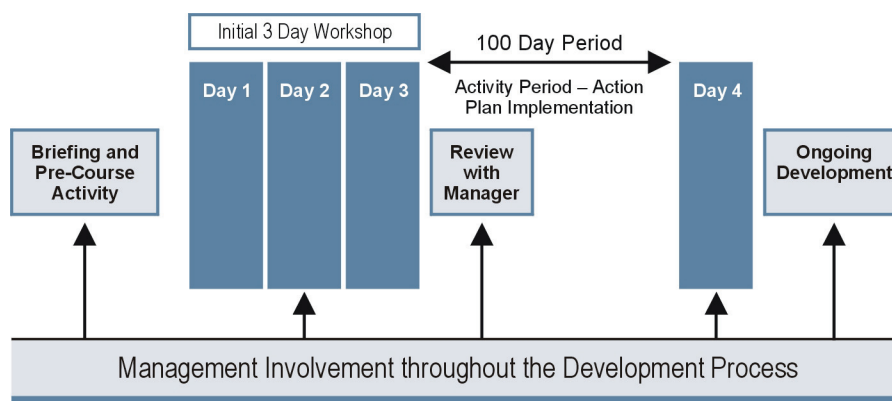 Initial 3 Day Workshop
100 Day Period
Day 1
Day 2
Day 3
Activity Period – Action
Plan Implementation
Day 4
Briefing and
Pre-Course
Activity
Review
with
Manager
Ongoing
Development
Management Involvement throughout the Development Process